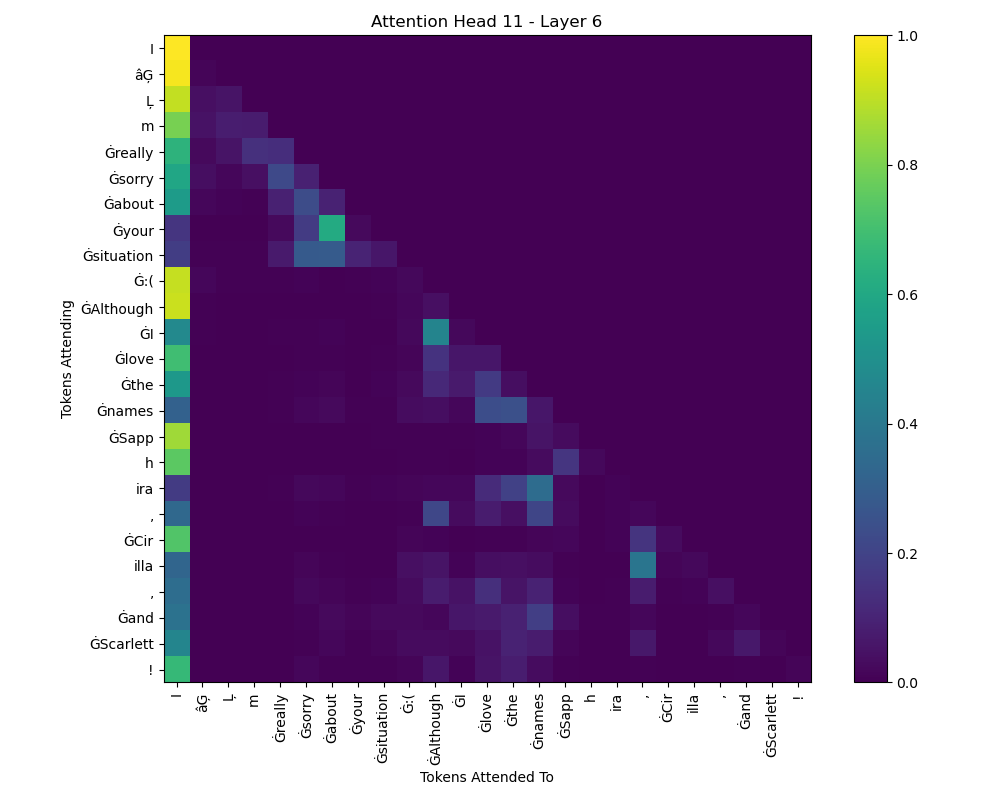 Attention Head 11 - Layer 6
Tokens Attending
I
âĢ
Ļ
m
Ġreally
Ġsorry
Ġabout
Ġyour
Ġsituation
Ġ:(
ĠAlthough
ĠI
Ġlove
Ġthe
Ġnames
ĠSapp
h
ira
,
ĠCir
illa
,
Ġand
ĠScarlett
!
I
âĢ
Ļ
m
Ġreally
Ġsorry
Ġabout
Ġyour
Ġsituation
Ġ:(
ĠAlthough
ĠI
Ġlove
Ġthe
Ġnames
ĠSapp
h
ira
,
ĠCir
illa
,
Ġand
ĠScarlett
!
Tokens Attended To
1.0
0.8
0.6
0.4
0.2
0.0